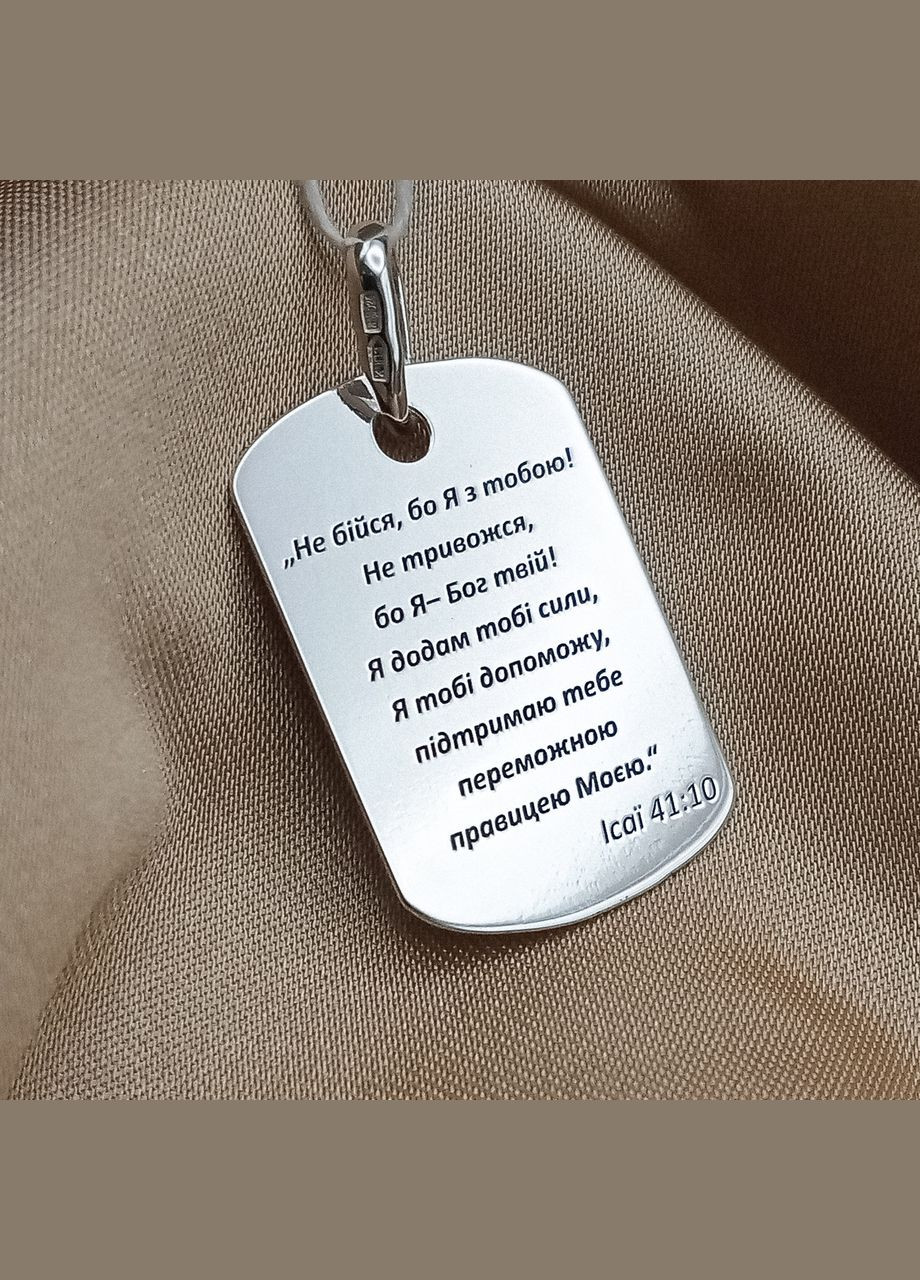 „Не бійся, бо Я з тобою!
Не тривожся,
бо Я– Бог твій!
Я додам тобі сили,
Я тобі допоможу,
підтримаю тебе
переможною
правицею Моєю.“
Ісаї 41:10